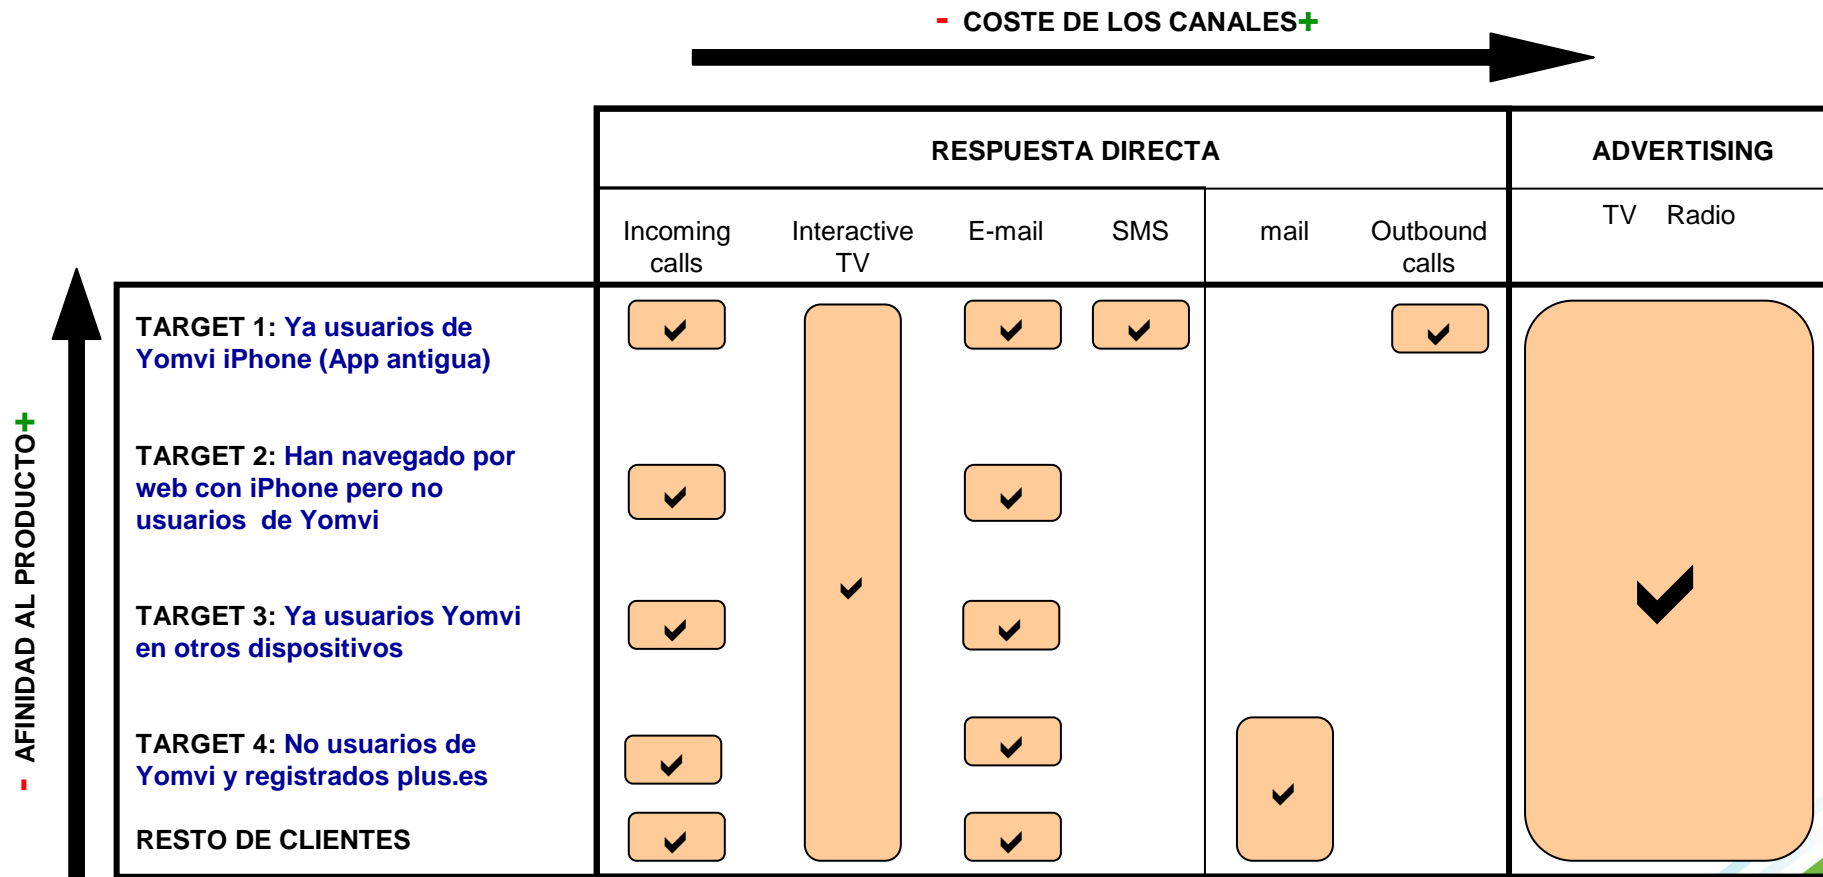 - COSTE DE LOS CANALES+
RESPUESTA DIRECTA
ADVERTISING
Incoming
calls
Interactive
TV
E-mail
SMS
mail
Outbound
calls
TV Radio
- AFINIDAD AL PRODUCTO+
TARGET 1: Ya usuarios de
Yomvi iPhone (App antigua)
TARGET 2: Han navegado por
web con iPhone pero no
usuarios de Yomvi
TARGET 3: Ya usuarios Yomvi
en otros dispositivos
TARGET 4: No usuarios de
Yomvi y registrados plus.es
RESTO DE CLIENTES